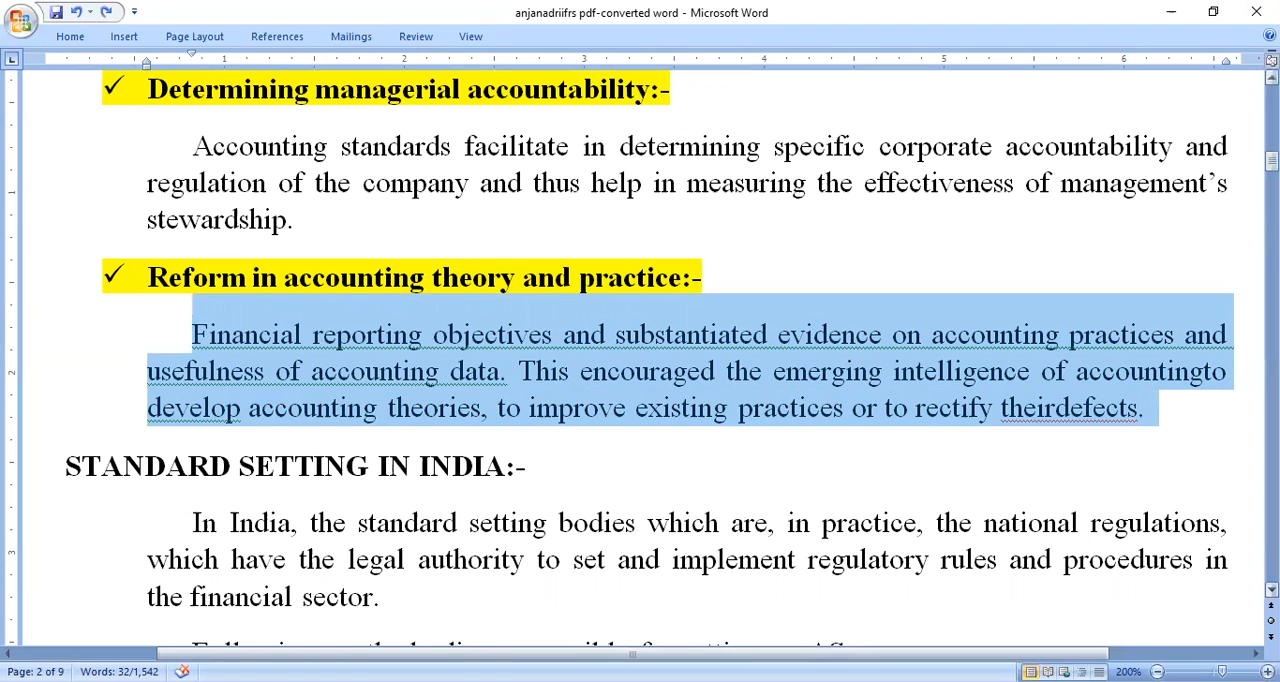 anjanadriifrs pdf-converted word - Microsoft Word
Home Insert Page Layout References Mailings Review View
1 2 3 4 5 6
✓ Determining managerial accountability:-
Accounting standards facilitate in determining specific corporate accountability and
regulation of the company and thus help in measuring the effectiveness of management’s
stewardship.
✓ Reform in accounting theory and practice:-
Financial reporting objectives and substantiated evidence on accounting practices and
usefulness of accounting data. This encouraged the emerging intelligence of accountingto
develop accounting theories, to improve existing practices or to rectify theirdefects.
STANDARD SETTING IN INDIA:-
In India, the standard setting bodies which are, in practice, the national regulations,
which have the legal authority to set and implement regulatory rules and procedures in
the financial sector.
Page: 2 of 9 Words: 32/1,542 200%